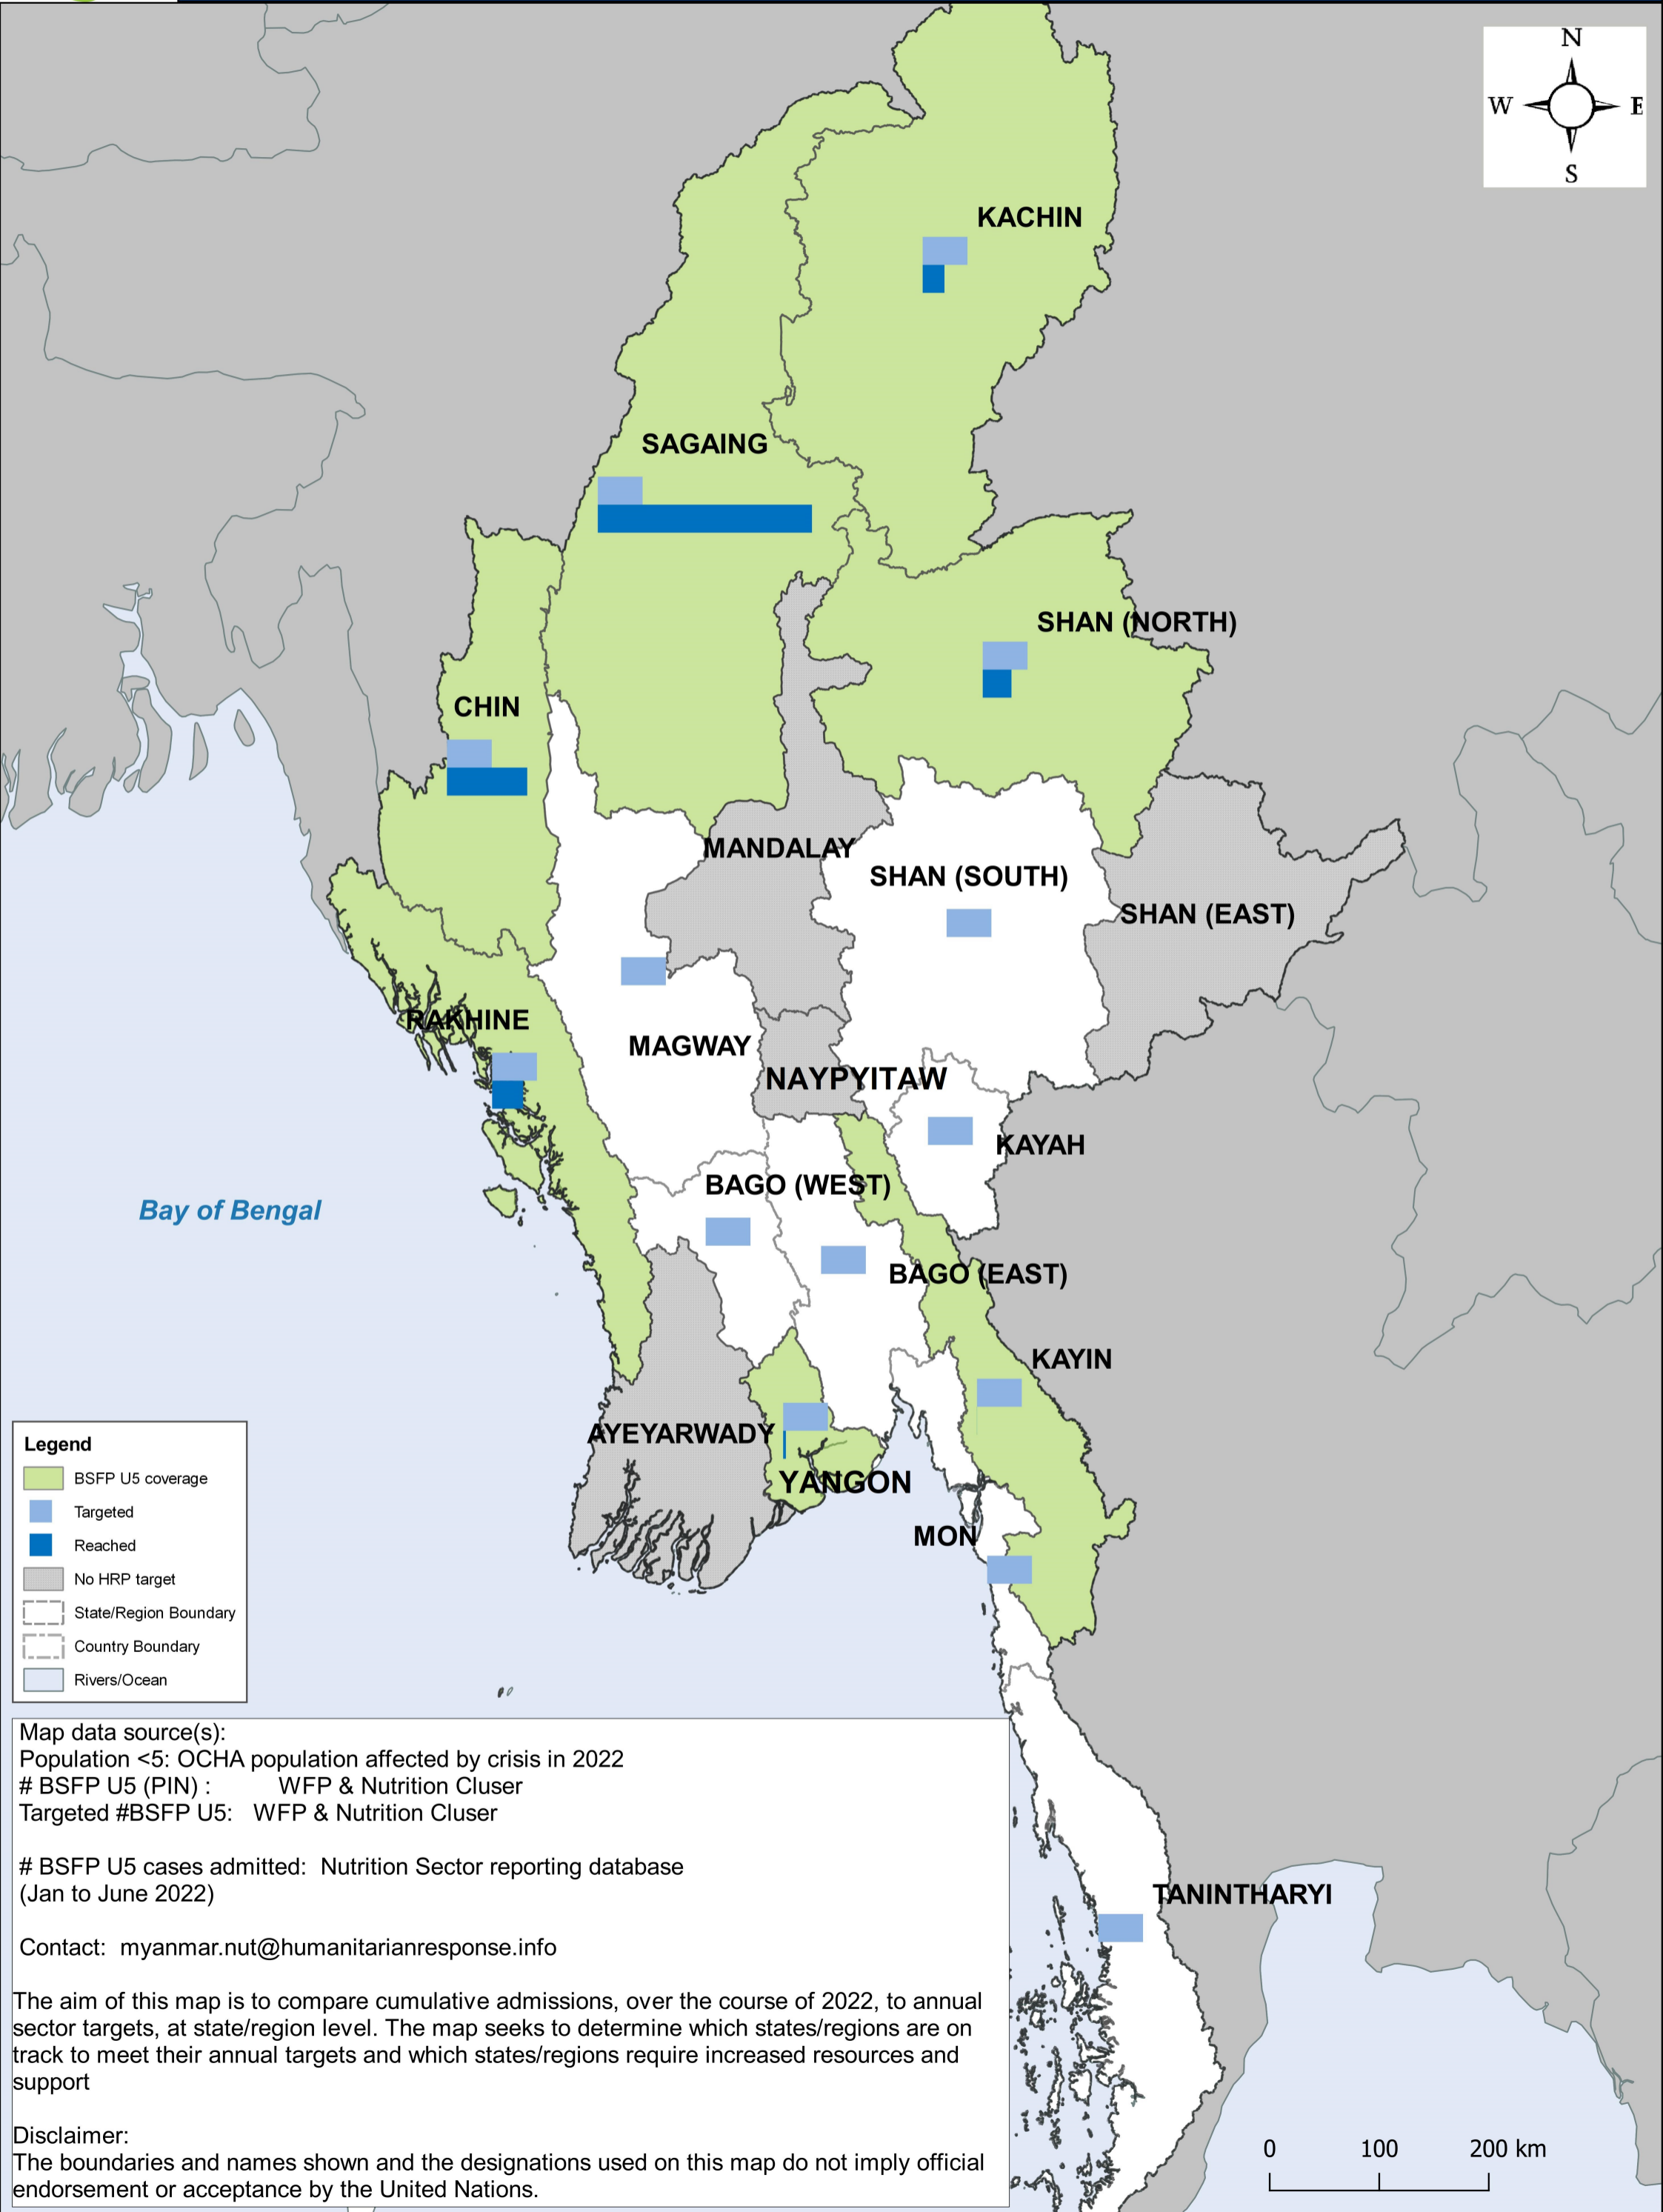 N
W
E
S
KACHIN
SAGAING
SHAN (NORTH)
CHIN
MANDALAY
SHAN (SOUTH)
SHAN (EAST)
RAKHINE
MAGWAY
NAYPYITAW
KAYAH
BAGO (WEST)
Bay of Bengal
BAGO (EAST)
KAYIN
AYEYARWADY
YANGON
MON
TANINTHARYI
Legend
BSFP U5 coverage
Targeted
Reached
No HRP target
State/Region Boundary
Country Boundary
Rivers/Ocean
Map data source(s):
Population <5: OCHA population affected by crisis in 2022
# BSFP U5 (PIN) : WFP & Nutrition Cluser
Targeted #BSFP U5: WFP & Nutrition Cluser
# BSFP U5 cases admitted: Nutrition Sector reporting database
(Jan to June 2022)
Contact: myanmar.nut@humanitarianresponse.info
The aim of this map is to compare cumulative admissions, over the course of 2022, to annual
sector targets, at state/region level. The map seeks to determine which states/regions are on
track to meet their annual targets and which states/regions require increased resources and
support
Disclaimer:
The boundaries and names shown and the designations used on this map do not imply official
endorsement or acceptance by the United Nations.
0 100 200 km